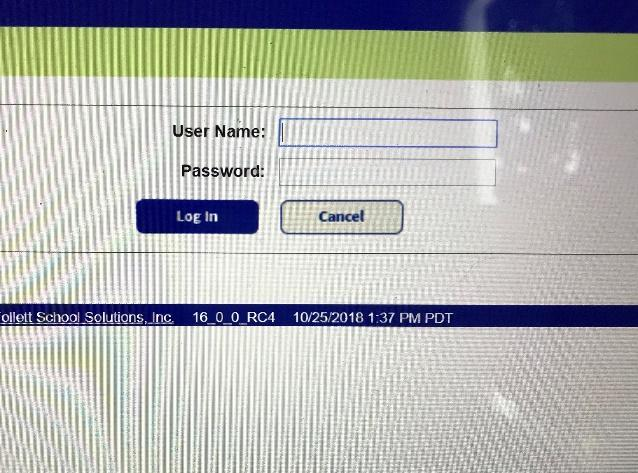 User Name:
Password:
Log In Cancel
ollett School Solutions, Inc. 16_0_0_RC4 10/25/2018 1:37 PM PDT